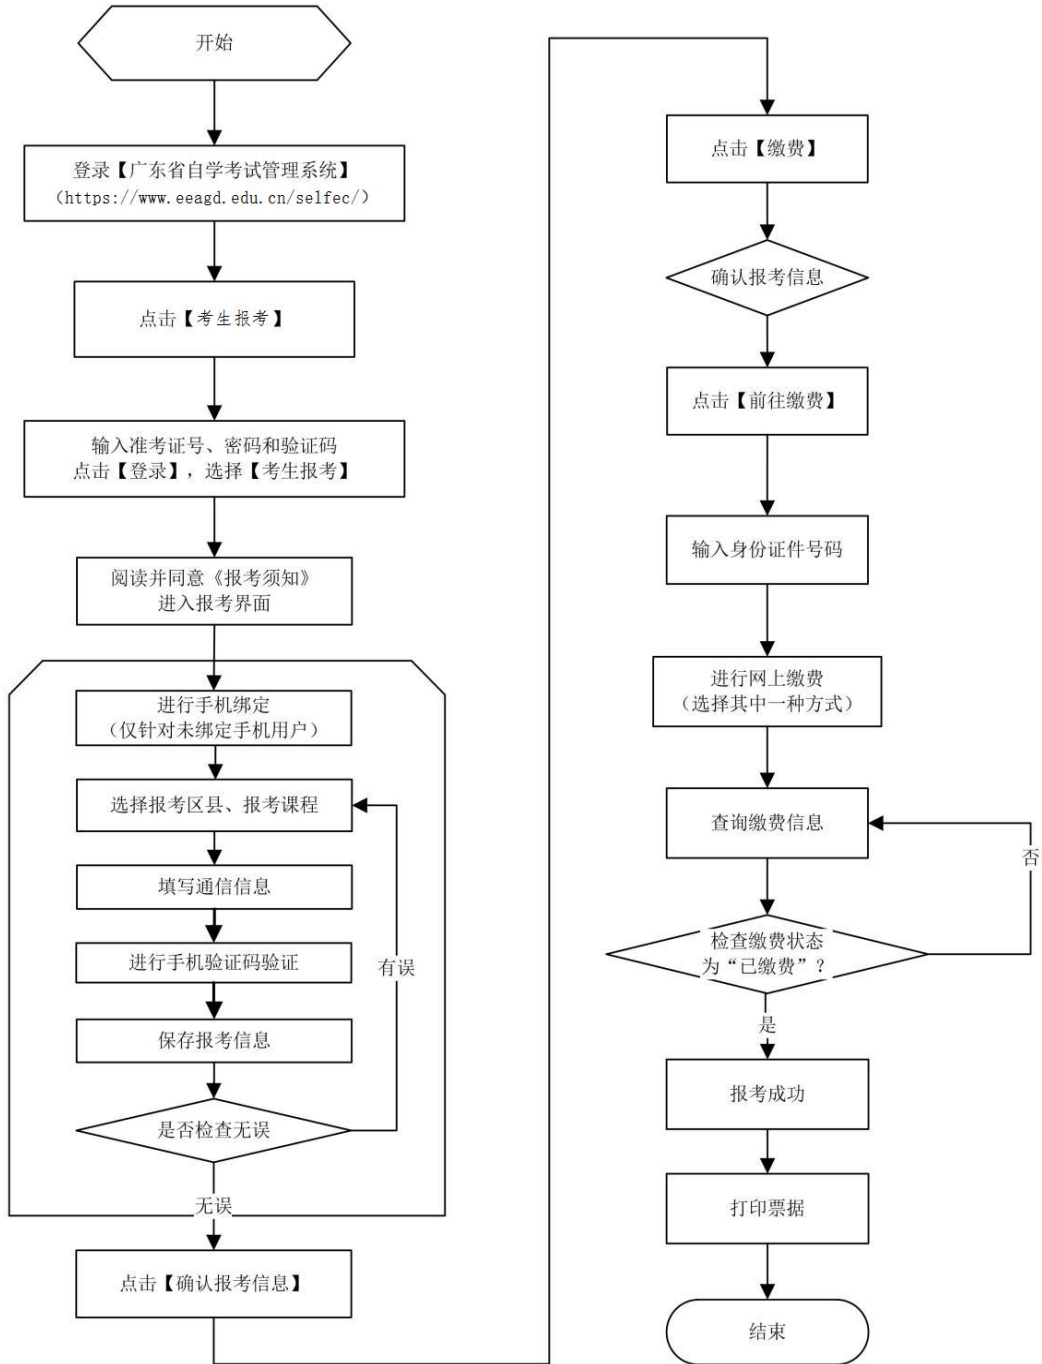 开始
登录【广东省自学考试管理系统】
（https://www.eeagd.edu.cn/selfec/）
点击【考生报考】
输入准考证号、密码和验证码
点击【登录】，选择【考生报考】
阅读并同意《报考须知》
进入报考界面
进行手机绑定
（仅针对未绑定手机用户）
选择报考区县、报考课程
填写通信信息
进行手机验证码验证
有误
保存报考信息
是否检查无误
无误
点击【确认报考信息】
点击【缴费】
确认报考信息
点击【前往缴费】
输入身份证件号码
进行网上缴费
（选择其中一种方式）
查询缴费信息
否
检查缴费状态
为“已缴费”？
是
报考成功
打印票据
结束